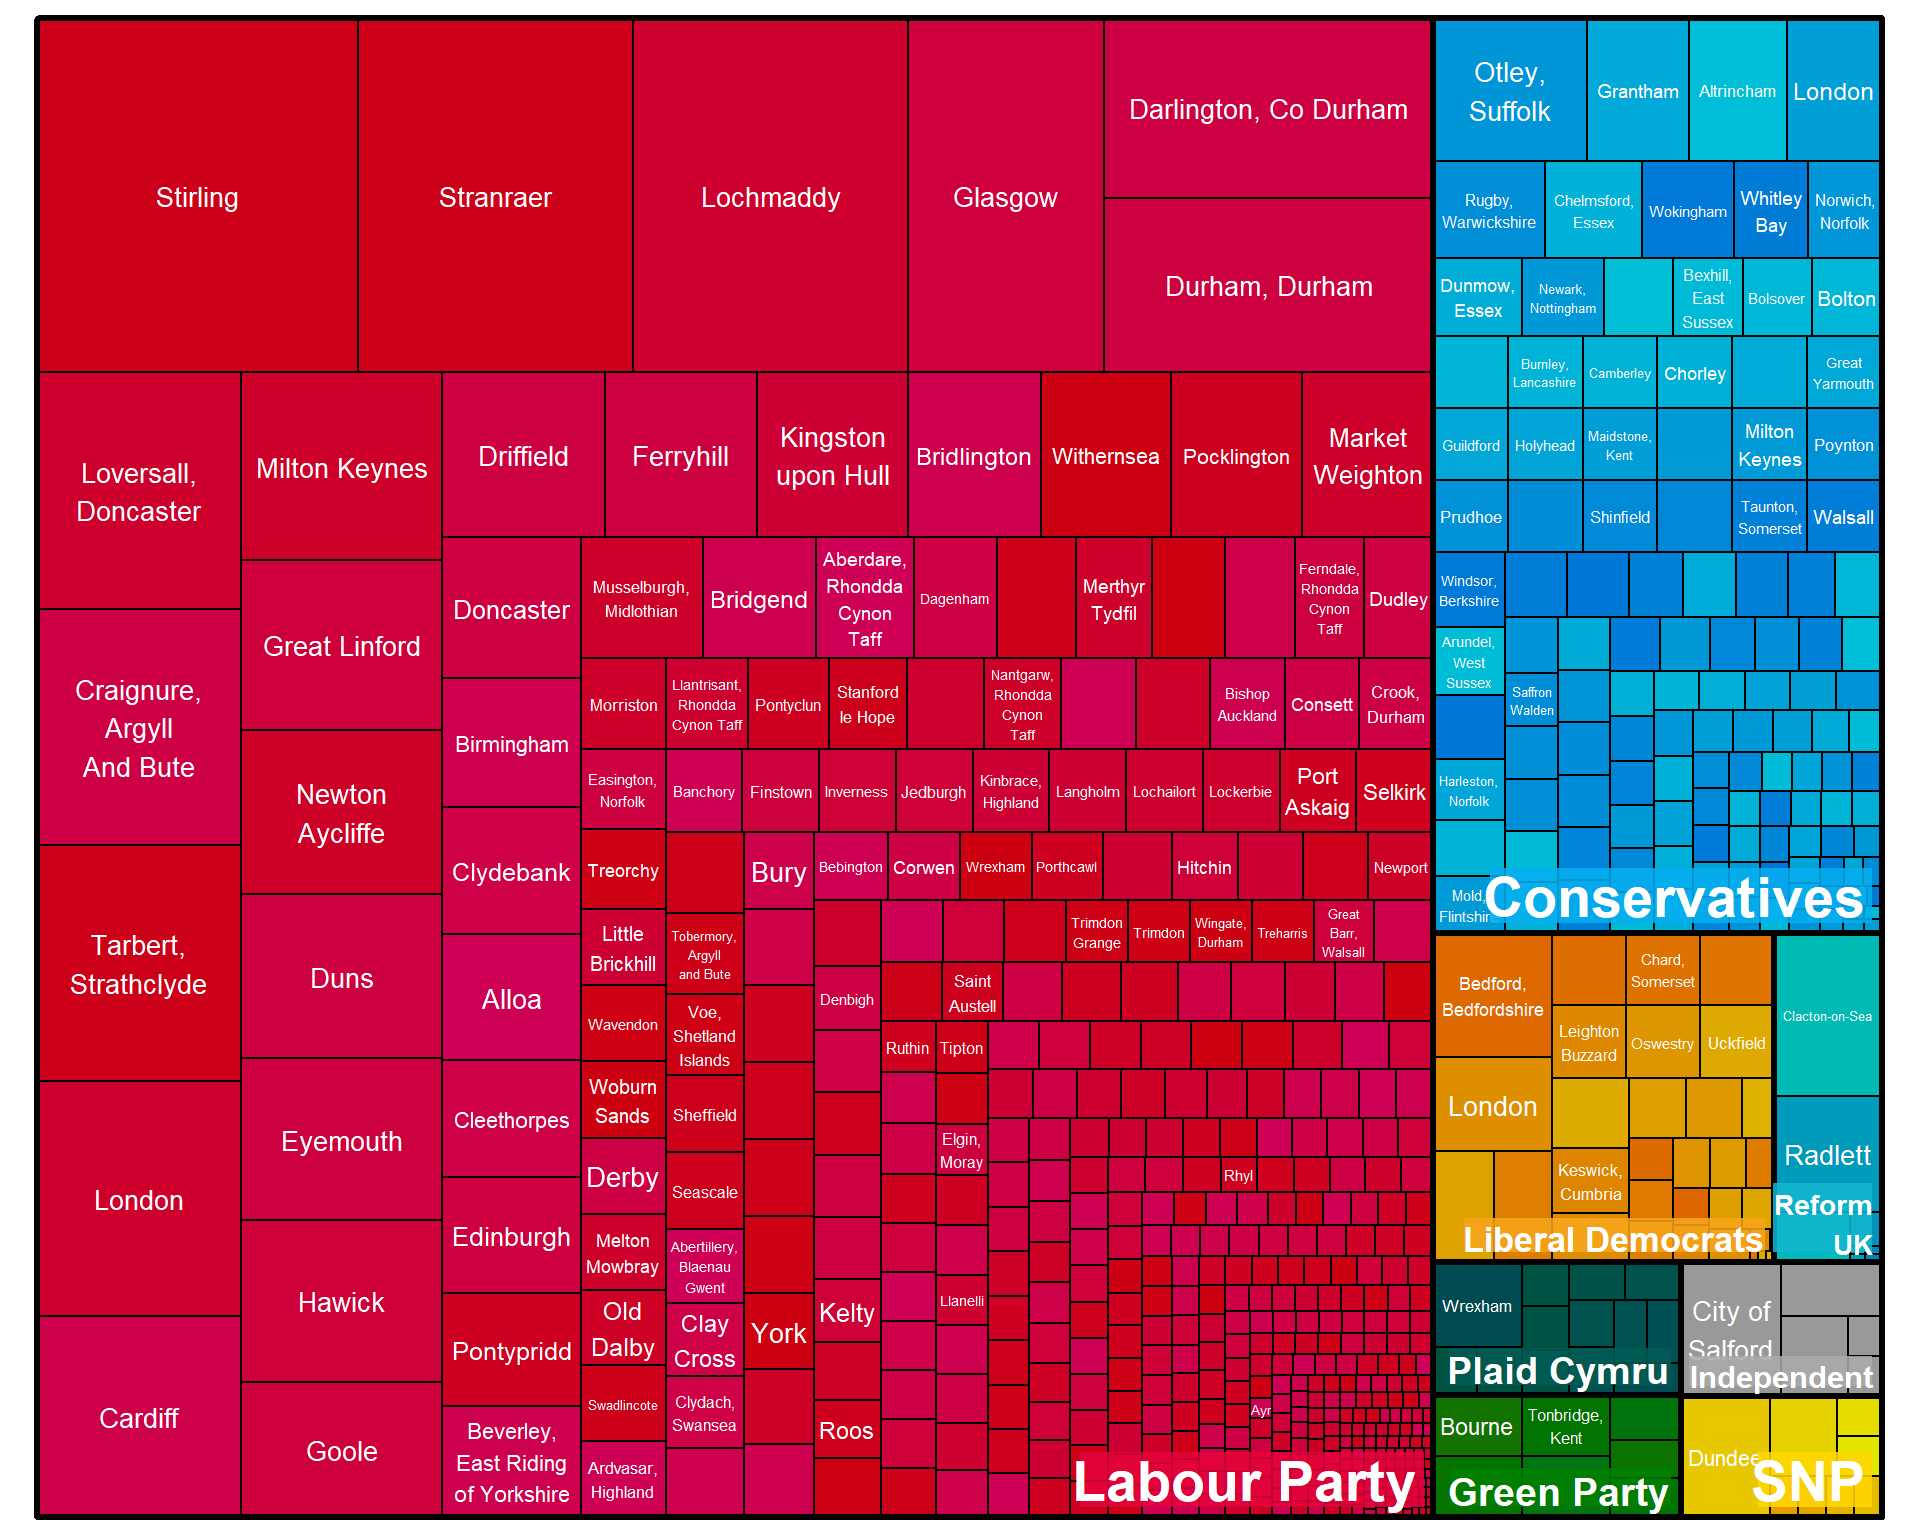 Stirling
Stranraer
Lochmaddy
Glasgow
Darlington, Co Durham
Durham, Durham
Loversall,
Doncaster
Craignure,
Argyll
And Bute
Tarbert,
Strathclyde
London
Cardiff
Milton Keynes
Great Linford
Newton
Aycliffe
Duns
Eyemouth
Hawick
Goole
Driffield
Ferryhill
Kingston
upon Hull
Bridlington
Withernsea
Pocklington
Market
Weighton
Doncaster
Birmingham
Clydebank
Alloa
Cleethorpes
Edinburgh
Pontypridd
Beverley,
East Riding
of Yorkshire
Musselburgh,
Midlothian
Bridgend
Aberdare,
Rhondda
Cynon
Taff
Dagenham
Merthyr
Tydfil
Ferndale,
Rhondda
Cynon
Taff
Dudley
Morriston
Llantrisant,
Rhondda
Cynon Taff
Pontyclun
Stanford
le Hope
Nantgarw,
Rhondda
Cynon
Taff
Bishop
Auckland
Consett
Crook,
Durham
Easington,
Norfolk
Banchory
Finstown
Inverness
Jedburgh
Kinbrace,
Highland
Langholm
Lochailort
Lockerbie
Port
Askaig
Selkirk
Treorchy
Little
Brickhill
Wavendon
Woburn
Sands
Derby
Melton
Mowbray
Old
Dalby
Swadlincote
Ardvasar,
Highland
Tobermory,
Argyll
and Bute
Voe,
Shetland
Islands
Sheffield
Seascale
Abertillery,
Blaenau
Gwent
Clay
Cross
Clydach,
Swansea
Bury
York
Bebington
Corwen
Wrexham
Porthcawl
Hitchin
Newport
Denbigh
Kelty
Roos
Trimdon
Grange
Trimdon
Wingate,
Durham
Treharris
Great
Barr,
Walsall
Saint
Austell
Ruthin
Tipton
Elgin,
Moray
Llanelli
Rhyl
Ayr
Labour Party
Otley,
Suffolk
Grantham
Altrincham
London
Rugby,
Warwickshire
Chelmsford,
Essex
Wokingham
Whitley
Bay
Norwich,
Norfolk
Dunmow,
Essex
Newark,
Nottingham
Bexhill,
East
Sussex
Bolsover
Bolton
Burnley,
Lancashire
Camberley
Chorley
Great
Yarmouth
Guildford
Holyhead
Maidstone,
Kent
Milton
Keynes
Poynton
Prudhoe
Shinfield
Taunton,
Somerset
Walsall
Windsor,
Berkshire
Arundel,
West
Sussex
Saffron
Walden
Harleston,
Norfolk
Mold,
Flintshire
Conservatives
Bedford,
Bedfordshire
London
Chard,
Somerset
Leighton
Buzzard
Oswestry
Uckfield
Keswick,
Cumbria
Liberal Democrats
Clacton-on-Sea
Radlett
Reform
UK
Wrexham
Plaid Cymru
City of
Salford
Independent
Bourne
Tonbridge,
Kent
Green Party
Dundee
SNP